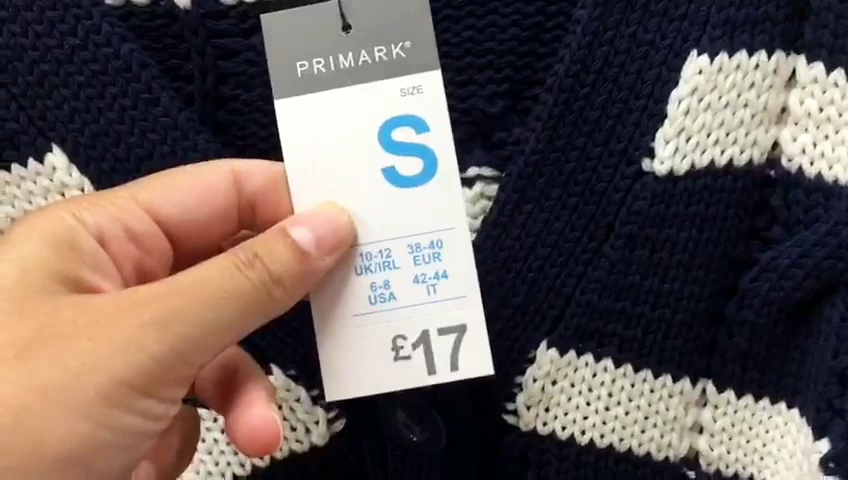 PRIMARK®
SIZE
S
10-12 38-40
UK/IRL EUR
6-8 42-44
USA IT
£17